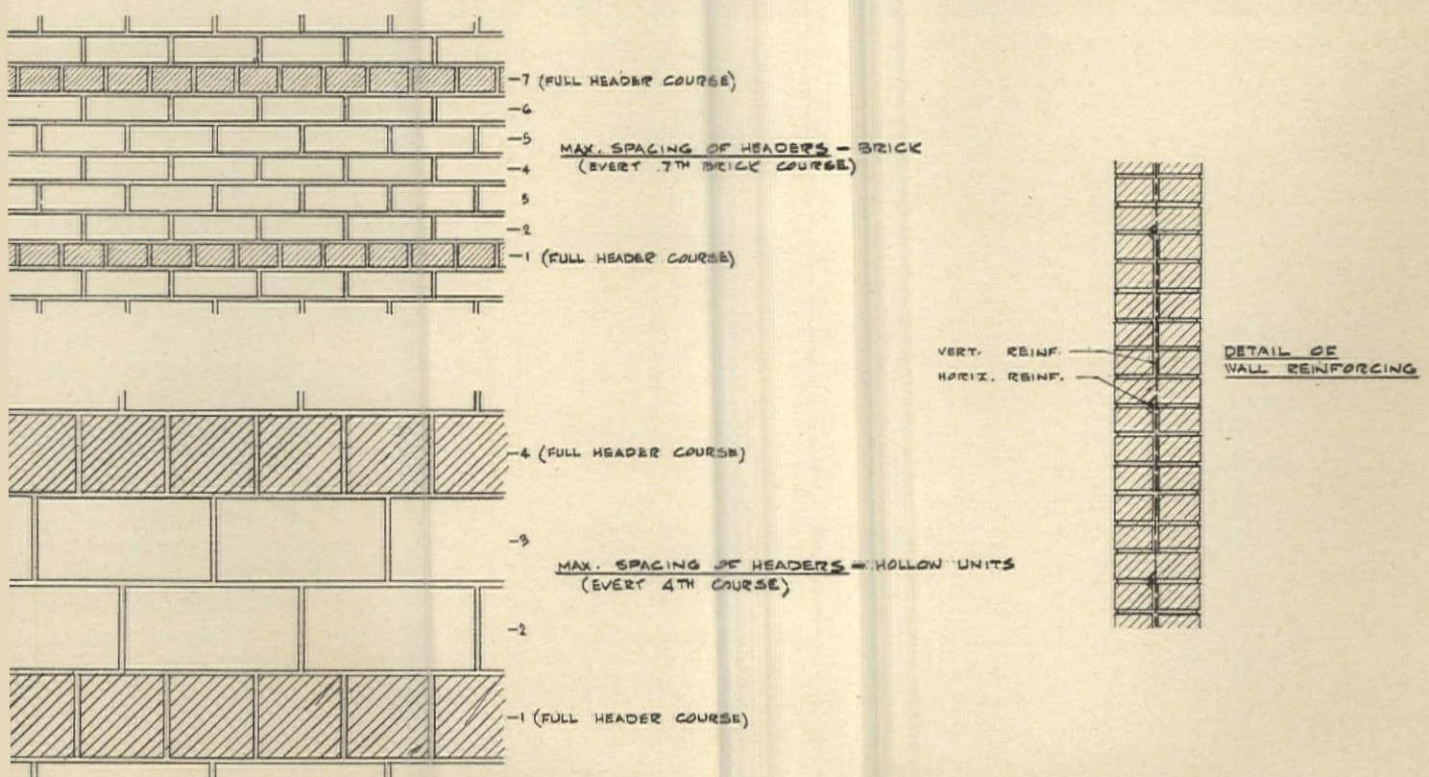 -7 (FULL HEADER COURSE)
-6
-5
MAX. SPACING OF HEADERS - BRICK
(EVERY 7TH BRICK COURSE)
-4
3
-2
-1 (FULL HEADER COURSE)
VERT. REINF.
HORIZ. REINF.
DETAIL OF
WALL REINFORCING
-4 (FULL HEADER COURSE)
-3
MAX. SPACING OF HEADERS - HOLLOW UNITS
(EVERY 4TH COURSE)
-2
-1 (FULL HEADER COURSE)